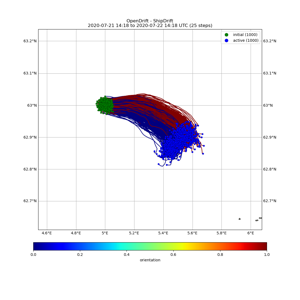 OpenDrift - ShipDrift
2020-07-21 14:18 to 2020-07-22 14:18 UTC (25 steps)
initial (1000)
active (1000)
63.2°N 63.2°N
63.1°N 63.1°N
63°N 63°N
62.9°N 62.9°N
62.8°N 62.8°N
62.7°N 62.7°N
4.6°E 4.8°E 5°E 5.2°E 5.4°E 5.6°E 5.8°E 6°E
0.0 0.2 0.4 0.6 0.8 1.0
orientation